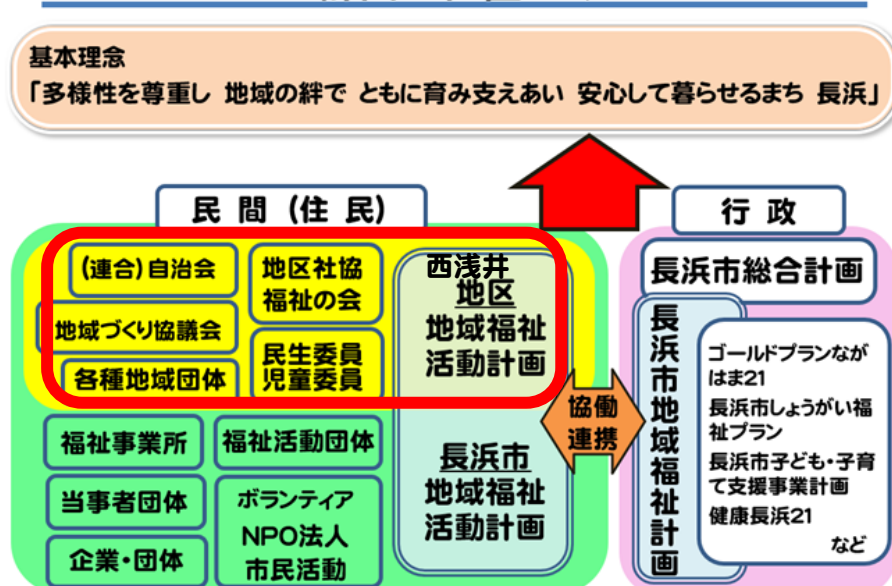 基本理念
「多様性を尊重し 地域の絆で ともに育み支えあい 安心して暮らせるまち 長浜」
民 間 (住 民)
(連合)自治会
地区社協
福祉の会
地域づくり協議会
民生委員
児童委員
各種地域団体
西浅井
地区
地域福祉
活動計画
福祉事業所
福祉活動団体
当事者団体
ボランティア
NPO法人
市民活動
企業・団体
長浜市
地域福祉
活動計画
協働
連携
行 政
長浜市総合計画
長浜市地域福祉計画
ゴールドプランなが
はま21
長浜市しょうがい福
祉プラン
長浜市子ども・子育
て支援事業計画
健康長浜21
など